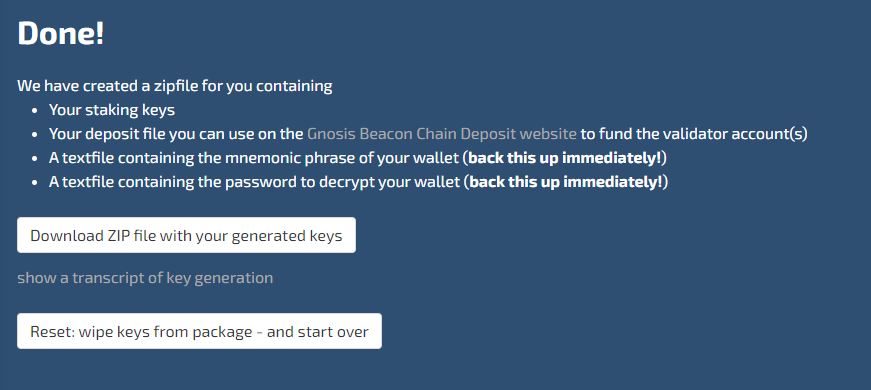 Done!
We have created a zipfile for you containing
• Your staking keys
• Your deposit file you can use on the Gnosis Beacon Chain Deposit website to fund the validator account(s)
• A textfile containing the mnemonic phrase of your wallet (back this up immediately!)
• A textfile containing the password to decrypt your wallet (back this up immediately!)
Download ZIP file with your generated keys
show a transcript of key generation
Reset: wipe keys from package - and start over